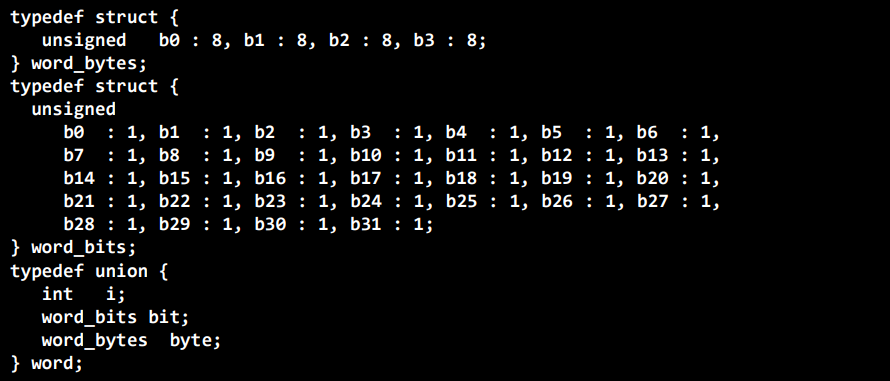 typedef struct {
   unsigned   b0 : 8, b1 : 8, b2 : 8, b3 : 8;
} word_bytes;
typedef struct {
  unsigned
     b0  : 1, b1  : 1, b2  : 1, b3  : 1, b4  : 1, b5  : 1, b6  : 1,
     b7  : 1, b8  : 1, b9  : 1, b10 : 1, b11 : 1, b12 : 1, b13 : 1,
     b14 : 1, b15 : 1, b16 : 1, b17 : 1, b18 : 1, b19 : 1, b20 : 1,
     b21 : 1, b22 : 1, b23 : 1, b24 : 1, b25 : 1, b26 : 1, b27 : 1,
     b28 : 1, b29 : 1, b30 : 1, b31 : 1;
} word_bits;
typedef union {
   int   i;
   word_bits bit;
   word_bytes  byte;
} word;